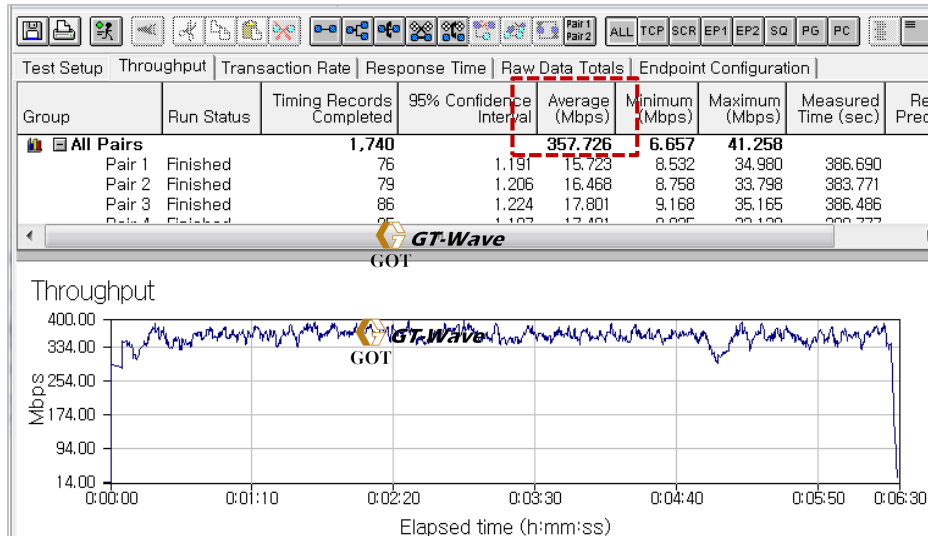 Pair 1
Pair 2
ALL TCP SCR EP1 EP2 SQ PG PC
Test Setup Throughput Transaction Rate Response Time Raw Data Totals Endpoint Configuration
Group Run Status Timing Records Completed 95% Confidence Interval Average (Mbps) Minimum (Mbps) Maximum (Mbps) Measured Time (sec)
All Pairs 1,740 357.726 6.657 41.258
Pair 1 Finished 76 1.191 15.723 8.532 34.980 386.690
Pair 2 Finished 79 1.206 16.468 8.758 33.798 383.771
Pair 3 Finished 86 1.224 17.801 9.168 35.165 386.486
GT-Wave
GOT
Throughput
400.00
334.00
254.00
174.00
94.00
14.00
Mbps
GT-Wave
GOT
0:00:00 0:01:10 0:02:20 0:03:30 0:04:40 0:05:50 0:06:30
Elapsed time (h:mm:ss)